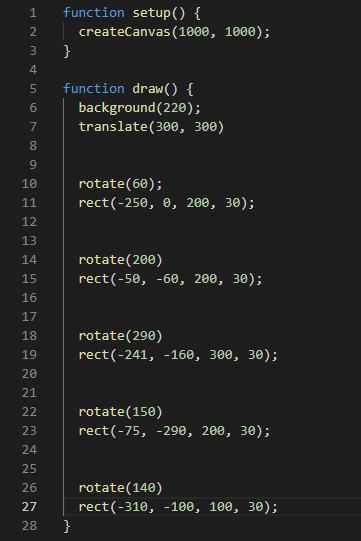 1 function setup() {
2 createCanvas(1000, 1000);
3 }
4
5 function draw() {
6 background(220);
7 translate(300, 300)
8
9
10 rotate(60);
11 rect(-250, 0, 200, 30);
12
13
14 rotate(200)
15 rect(-50, -60, 200, 30);
16
17
18 rotate(290)
19 rect(-241, -160, 300, 30);
20
21
22 rotate(150)
23 rect(-75, -290, 200, 30);
24
25
26 rotate(140)
27 rect(-310, -100, 100, 30);
28 }